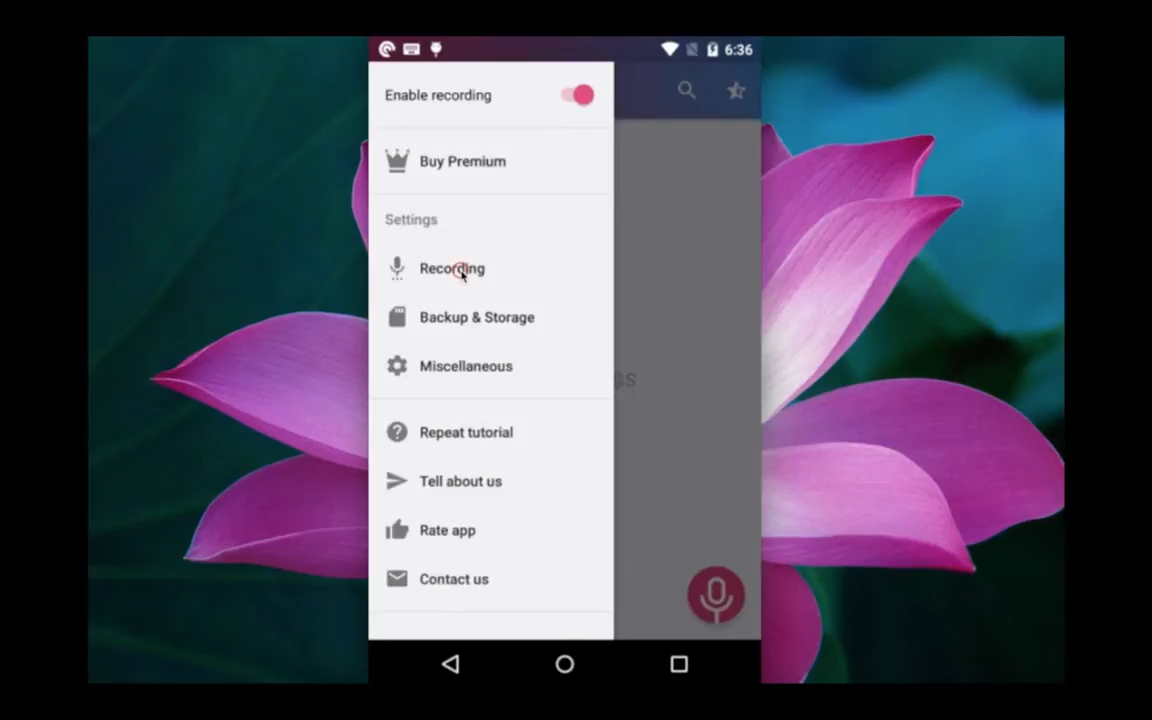 6:36
Enable recording
Buy Premium
Settings
Recording
Backup & Storage
Miscellaneous
Repeat tutorial
Tell about us
Rate app
Contact us